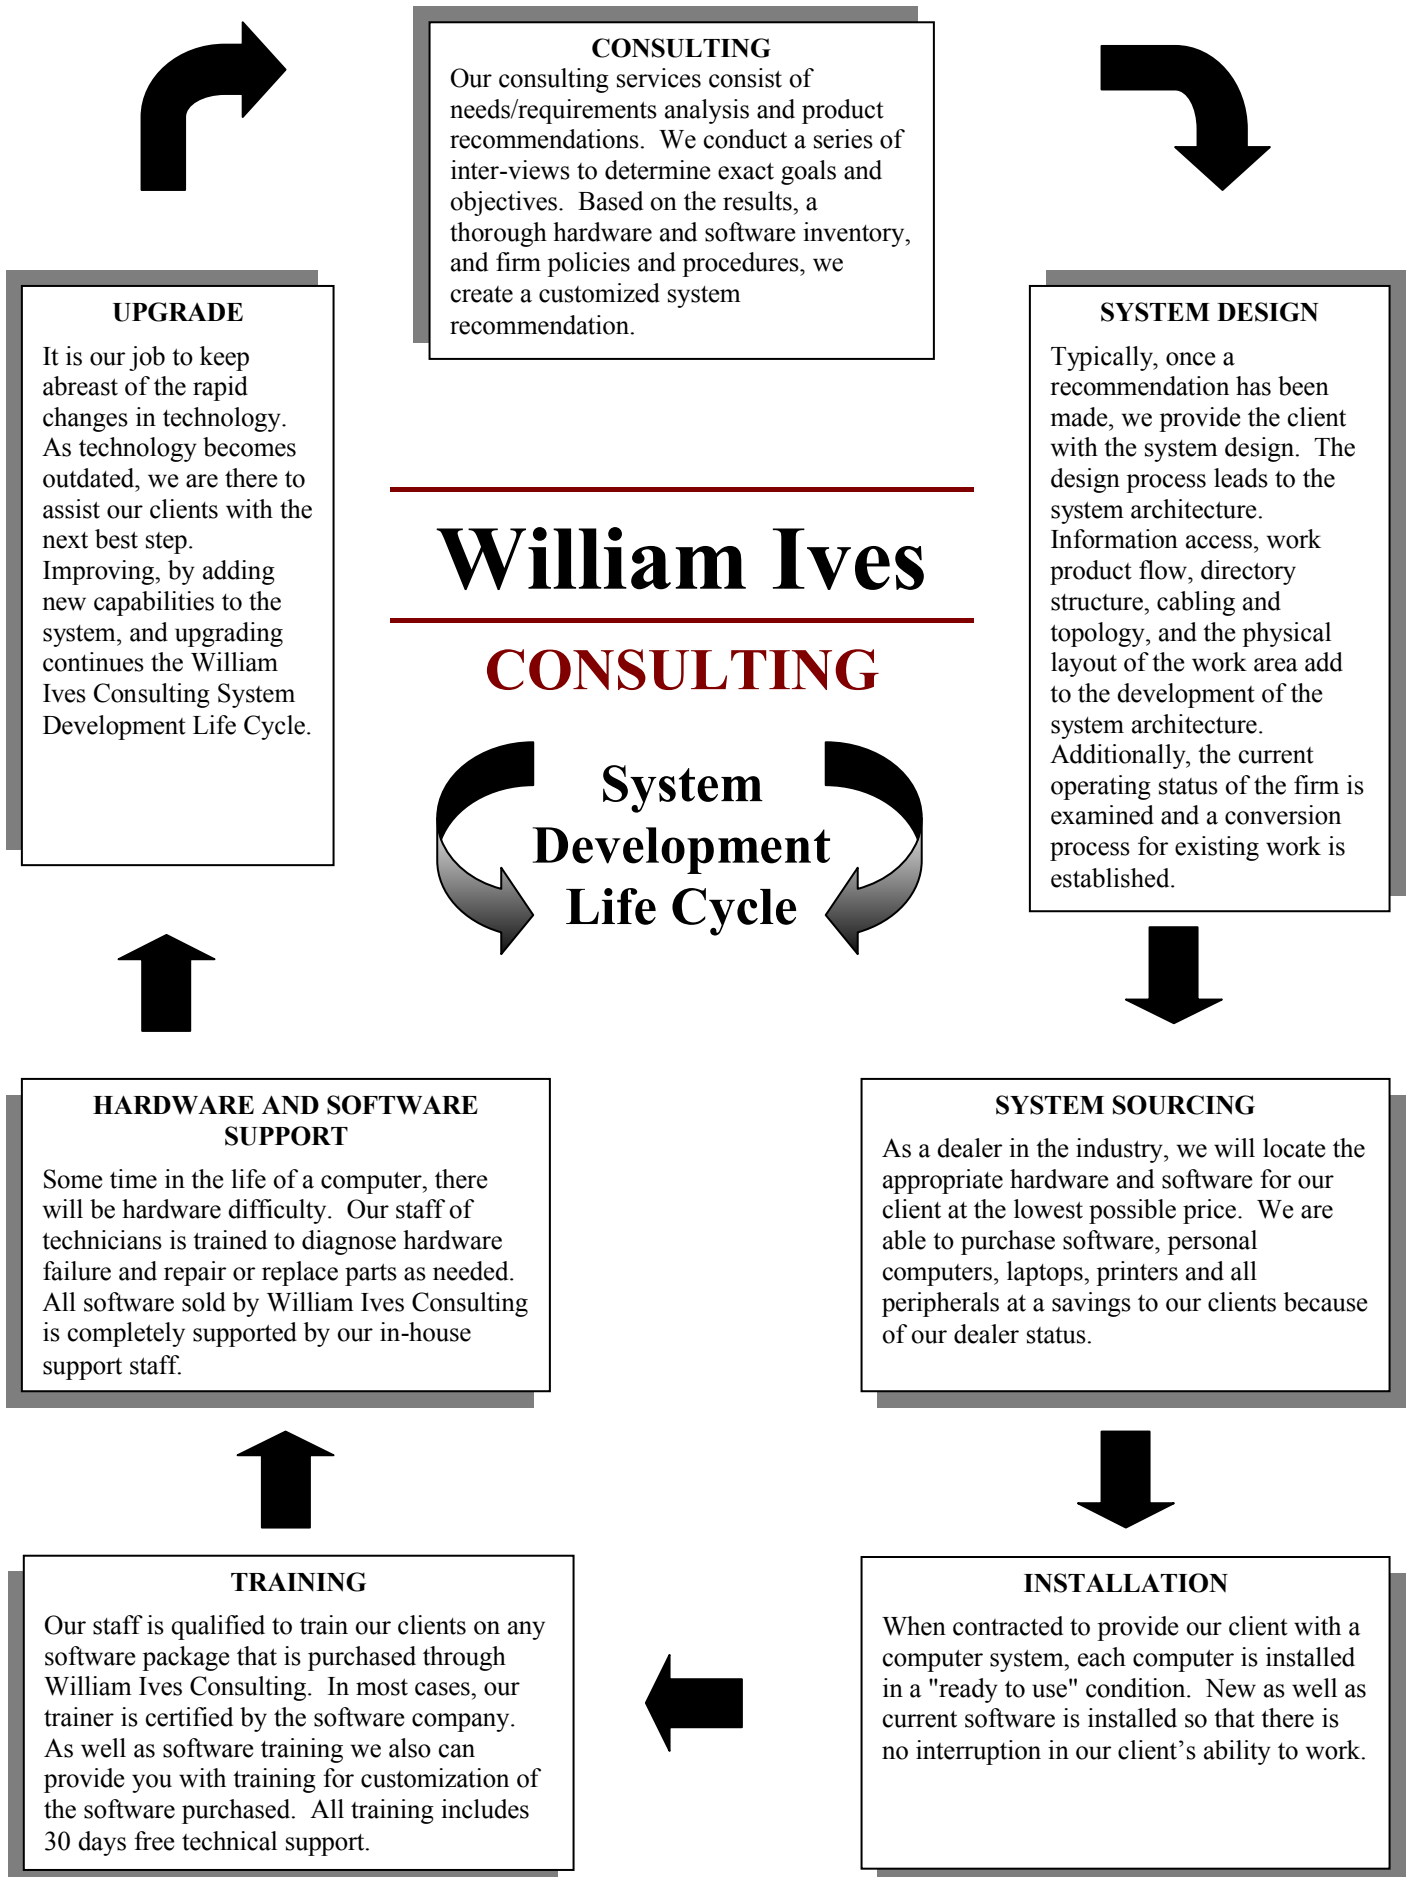 CONSULTING
Our consulting services consist of
needs/requirements analysis and product
recommendations.  We conduct a series of
inter-views to determine exact goals and
objectives.  Based on the results, a
thorough hardware and software inventory,
and firm policies and procedures, we
create a customized system
recommendation.
UPGRADE
It is our job to keep
abreast of the rapid
changes in technology.
As technology becomes
outdated, we are there to
assist our clients with the
next best step.
Improving, by adding
new capabilities to the
system, and upgrading
continues the William
Ives Consulting System
Development Life Cycle.
SYSTEM DESIGN
Typically, once a
recommendation has been
made, we provide the client
with the system design.  The
design process leads to the
system architecture.
Information access, work
product flow, directory
structure, cabling and
topology, and the physical
layout of the work area add
to the development of the
system architecture.
Additionally, the current
operating status of the firm is
examined and a conversion
process for existing work is
established.
William Ives
CONSULTING
System
Development
Life Cycle
HARDWARE AND SOFTWARE
SUPPORT
Some time in the life of a computer, there
will be hardware difficulty.  Our staff of
technicians is trained to diagnose hardware
failure and repair or replace parts as needed.
All software sold by William Ives Consulting
is completely supported by our in-house
support staff.
SYSTEM SOURCING
As a dealer in the industry, we will locate the
appropriate hardware and software for our
client at the lowest possible price.  We are
able to purchase software, personal
computers, laptops, printers and all
peripherals at a savings to our clients because
of our dealer status.
TRAINING
Our staff is qualified to train our clients on any
software package that is purchased through
William Ives Consulting.  In most cases, our
trainer is certified by the software company.
As well as software training we also can
provide you with training for customization of
the software purchased.  All training includes
30 days free technical support.
INSTALLATION
When contracted to provide our client with a
computer system, each computer is installed
in a "ready to use" condition.  New as well as
current software is installed so that there is
no interruption in our client’s ability to work.